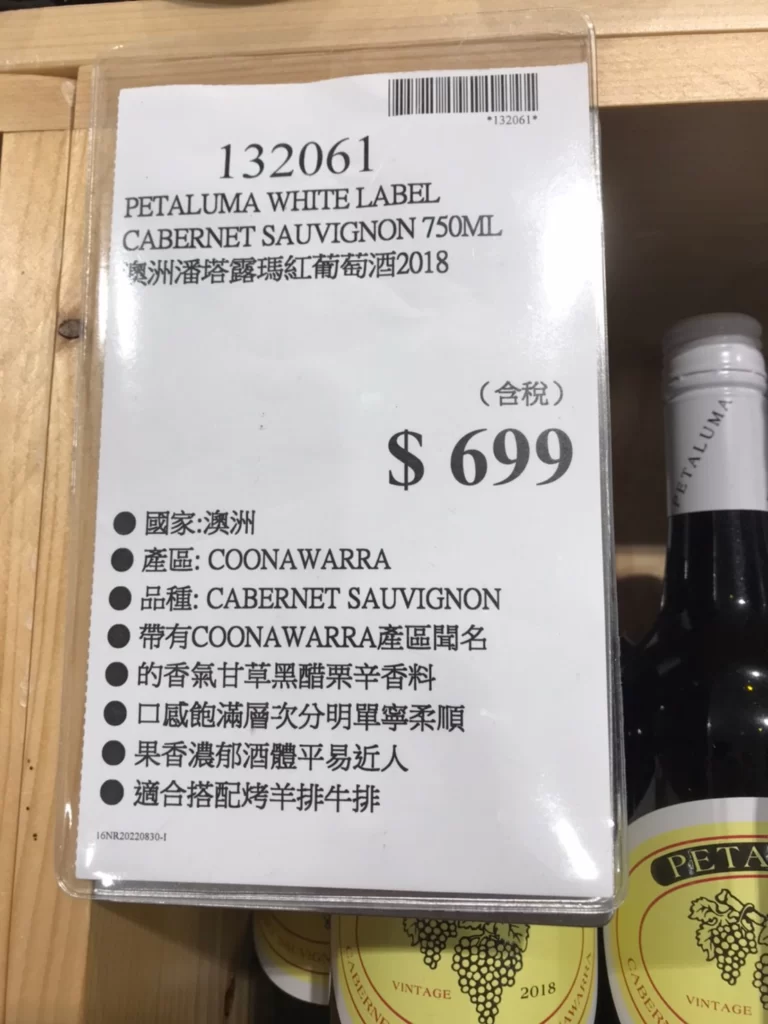 *132061*
132061
PETALUMA WHITE LABEL
CABERNET SAUVIGNON 750ML
澳洲潘塔露瑪紅葡萄酒2018
（含稅）
$ 699
● 國家:澳洲
● 產區: COONAWARRA
● 品種: CABERNET SAUVIGNON
● 帶有COONAWARRA產區聞名
● 的香氣甘草黑醋栗辛香料
● 口感飽滿層次分明單寧柔順
● 果香濃郁酒體平易近人
● 適合搭配烤羊排牛排
16NR20220830-1
PETALUMA
PETA
VINTAGE 2018
VINTAGE